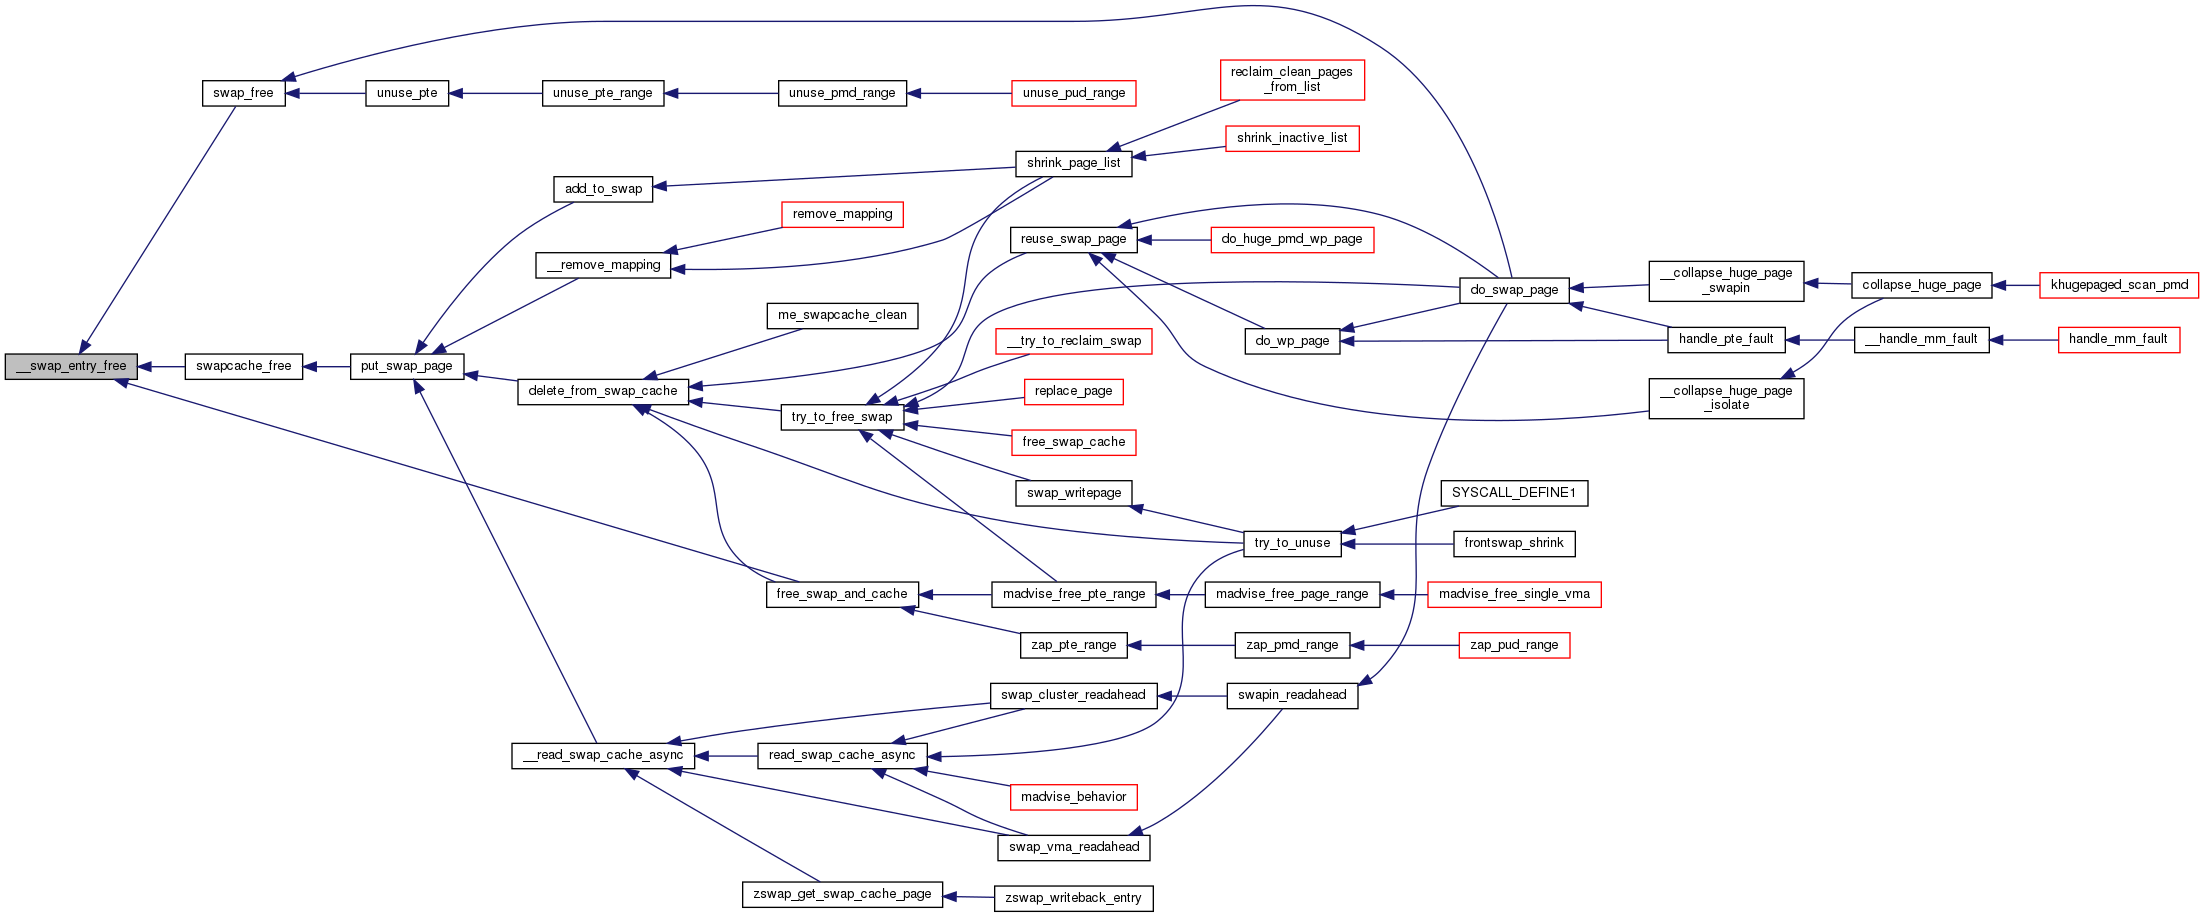 __swap_entry_free
swap_free
swapcache_free
unuse_pte
put_swap_page
unuse_pte_range
add_to_swap
__remove_mapping
delete_from_swap_cache
__read_swap_cache_async
unuse_pmd_range
remove_mapping
me_swapcache_clean
try_to_free_swap
free_swap_and_cache
read_swap_cache_async
zswap_get_swap_cache_page
unuse_pud_range
shrink_page_list
reuse_swap_page
__try_to_reclaim_swap
replace_page
free_swap_cache
swap_writepage
madvise_free_pte_range
zap_pte_range
swap_cluster_readahead
madvise_behavior
swap_vma_readahead
zswap_writeback_entry
reclaim_clean_pages
_from_list
shrink_inactive_list
do_huge_pmd_wp_page
do_wp_page
try_to_unuse
madvise_free_page_range
zap_pmd_range
swapin_readahead
do_swap_page
SYSCALL_DEFINE1
frontswap_shrink
madvise_free_single_vma
zap_pud_range
__collapse_huge_page
_swapin
handle_pte_fault
__collapse_huge_page
_isolate
collapse_huge_page
__handle_mm_fault
khugepaged_scan_pmd
handle_mm_fault